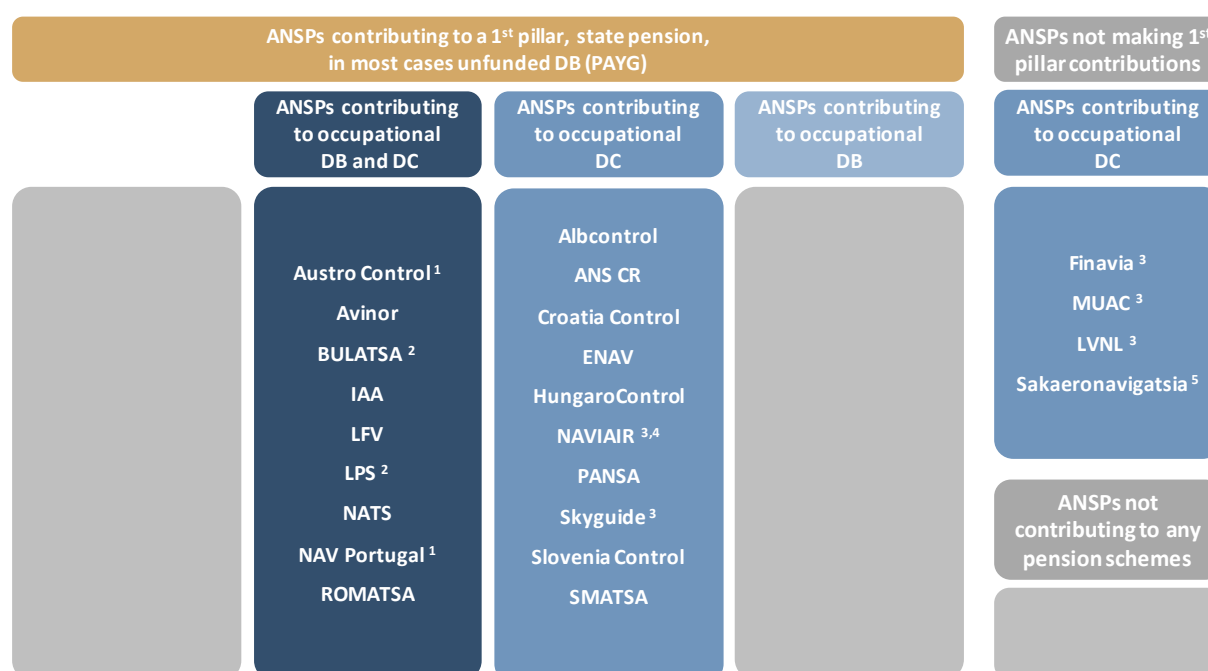 ANSPs contributing to a 1st pillar, state pension,
in most cases unfunded DB (PAYG)
ANSPs not making 1st
pillar contributions
ANSPs contributing
to occupational
DB and DC
ANSPs contributing
to occupational
DC
ANSPs contributing
to occupational
DB
ANSPs contributing
to occupational
DC
Austro Control 1
Avinor
BULATSA 2
IAA
LFV
LPS 2
NATS
NAV Portugal 1
ROMATSA
Albcontrol
ANS CR
Croatia Control
ENAV
HungaroControl
NAVIAIR 3,4
PANSA
Skyguide 3
Slovenia Control
SMATSA
Finavia 3
MUAC 3
LVNL 3
Sakaeronavigatsia 5
ANSPs not
contributing to any
pension schemes